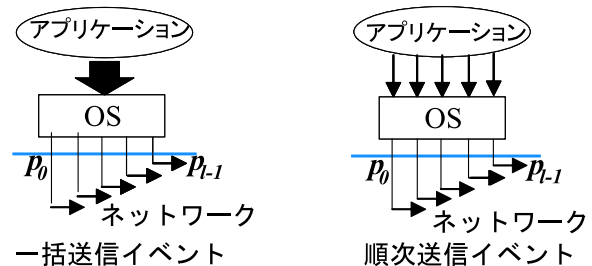 アプリケーション
OS
p0 pl-1
ネットワーク
一括送信イベント
アプリケーション
OS
p0 pl-1
ネットワーク
順次送信イベント